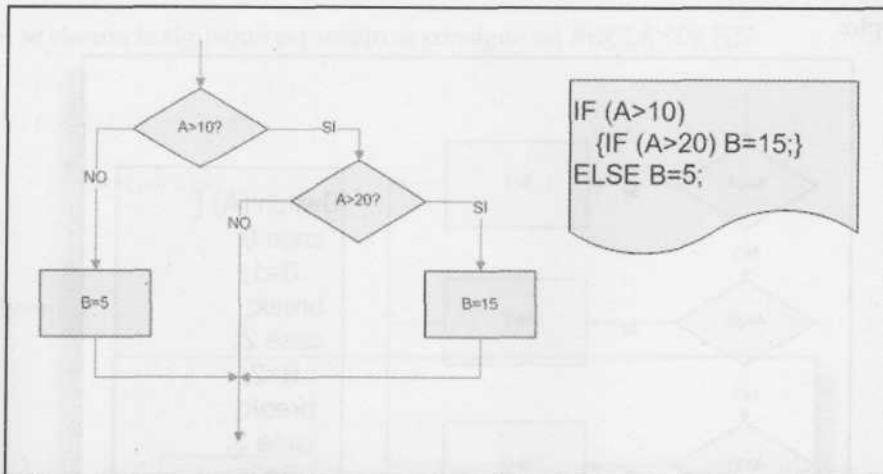 A>10?
SI
NO
A>20?
NO
SI
B=5
B=15
IF (A>10)
{IF (A>20) B=15;}
ELSE B=5;